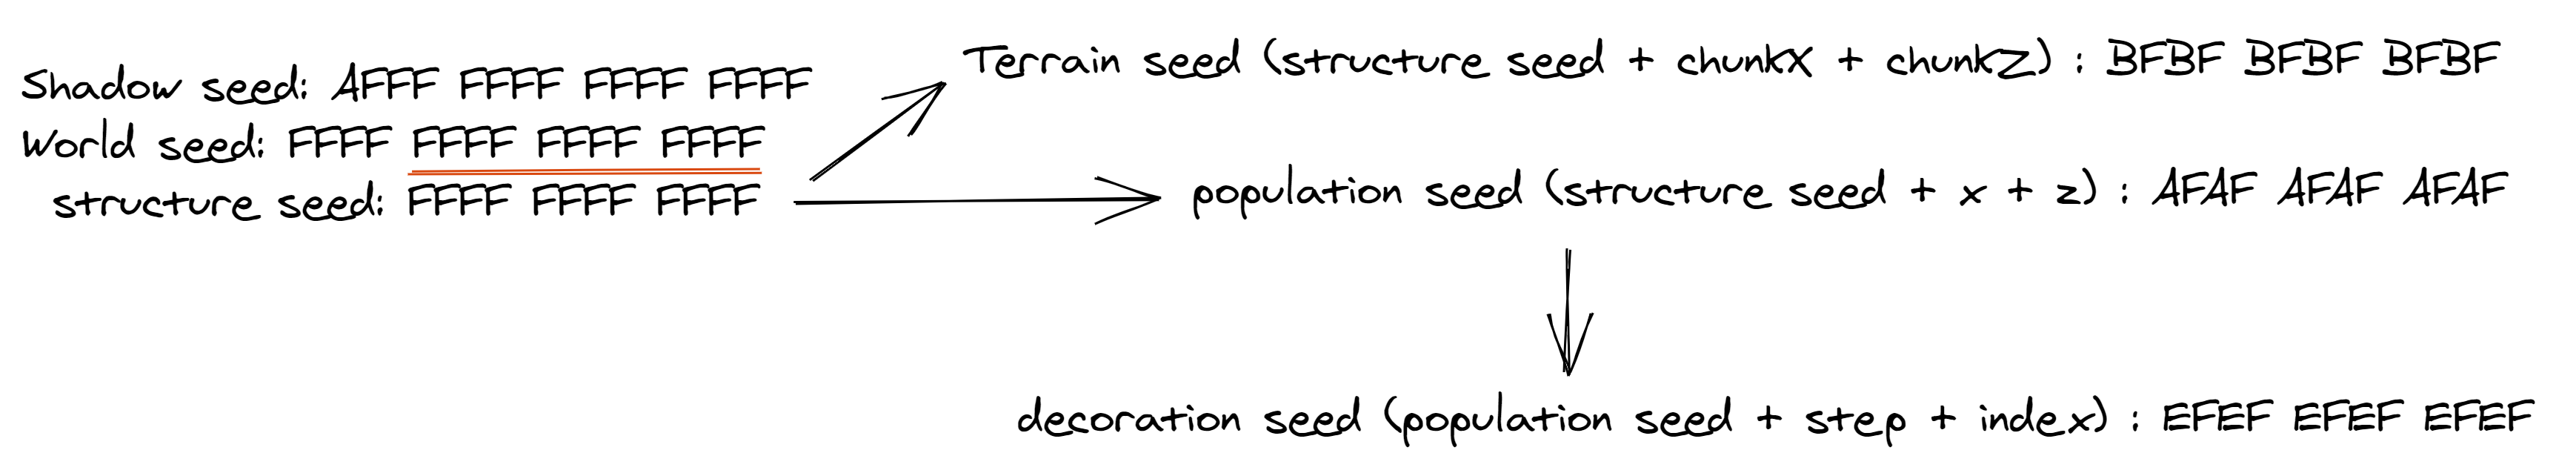 Shadow seed: AFFF FFFF FFFF FFFF
World seed: FFFF FFFF FFFF FFFF
structure seed: FFFF FFFF FFFF
Terrain seed (structure seed + chunkX + chunkZ) : BFBF BFBF BFBF
population seed (structure seed + x + z) : AFAF AFAF AFAF
decoration seed (population seed + step + index) : EFEF EFEF EFEF